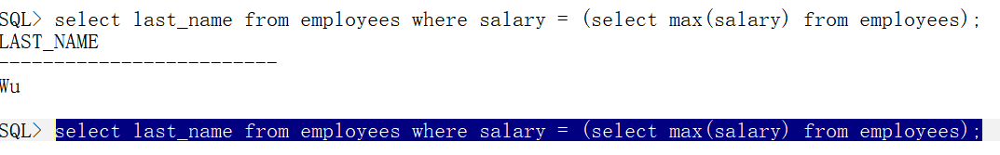 SQL> select last_name from employees where salary = (select max(salary) from employees);
LAST_NAME
-------------------------
Wu
SQL> select last_name from employees where salary = (select max(salary) from employees);